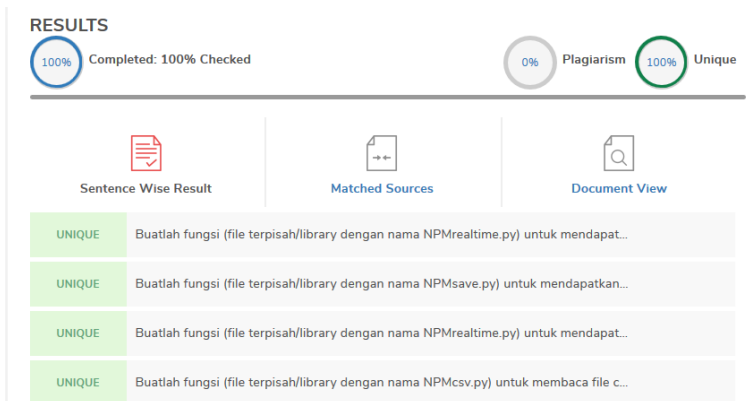 RESULTS
100% Completed: 100% Checked 0% Plagiarism 100% Unique
Sentence Wise Result Matched Sources Document View
UNIQUE Buatlah fungsi (file terpisah/library dengan nama NPMrealtime.py) untuk mendapat...
UNIQUE Buatlah fungsi (file terpisah/library dengan nama NPMsave.py) untuk mendapatkan...
UNIQUE Buatlah fungsi (file terpisah/library dengan nama NPMrealtime.py) untuk mendapat...
UNIQUE Buatlah fungsi (file terpisah/library dengan nama NPMcsv.py) untuk membaca file c...